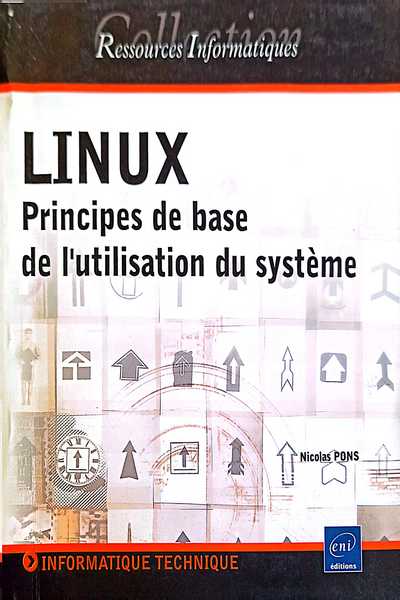 Collection
Ressources Informatiques
LINUX
Principes de base
de l'utilisation du système
Nicolas PONS
eni
éditions
INFORMATIQUE TECHNIQUE